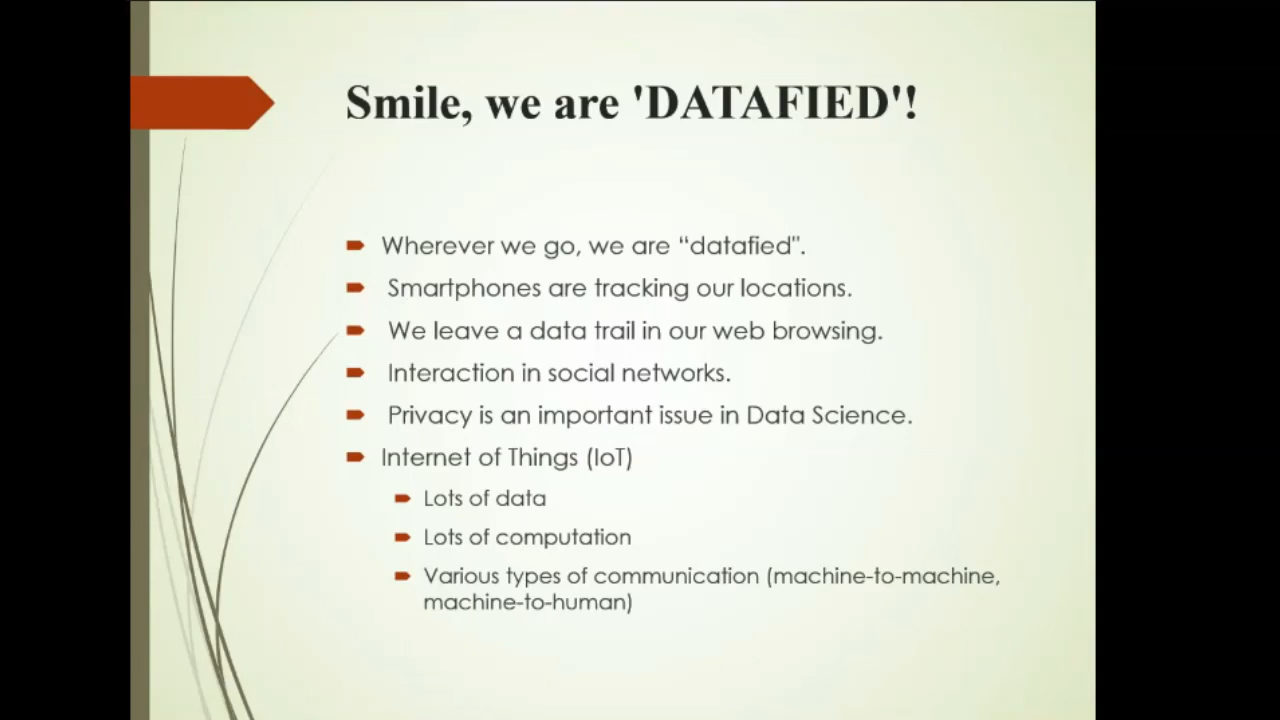 Smile, we are 'DATAFIED'!
Wherever we go, we are “datafied".
Smartphones are tracking our locations.
We leave a data trail in our web browsing.
Interaction in social networks.
Privacy is an important issue in Data Science.
Internet of Things (IoT)
Lots of data
Lots of computation
Various types of communication (machine-to-machine,
machine-to-human)